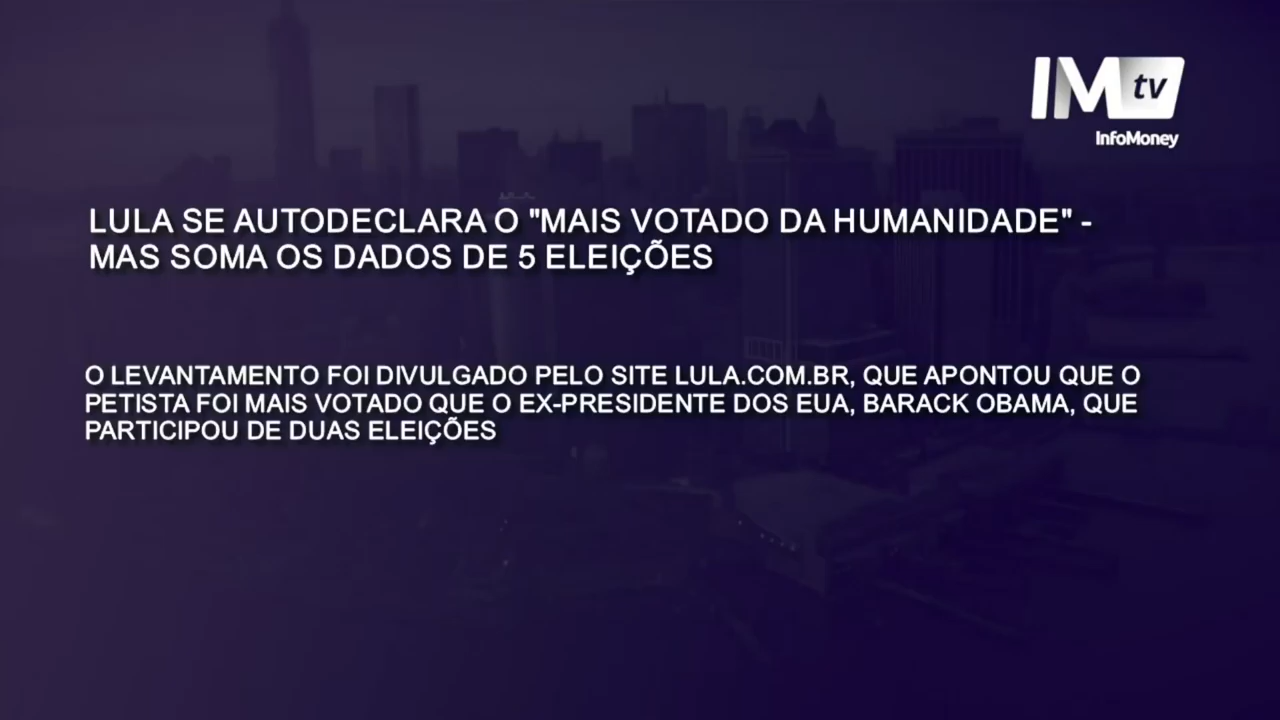 IM tv
InfoMoney
LULA SE AUTODECLARA O "MAIS VOTADO DA HUMANIDADE" -
MAS SOMA OS DADOS DE 5 ELEIÇÕES
O LEVANTAMENTO FOI DIVULGADO PELO SITE LULA.COM.BR, QUE APONTOU QUE O
PETISTA FOI MAIS VOTADO QUE O EX-PRESIDENTE DOS EUA, BARACK OBAMA, QUE
PARTICIPOU DE DUAS ELEIÇÕES